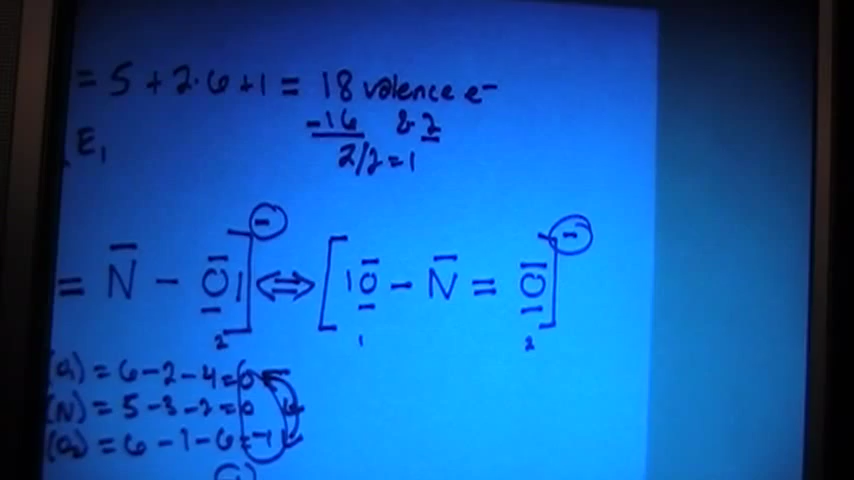 = 5 + 2·6 + 1 = 18 valence e⁻
-16 & 2
E₁ 2/2 = 1
= N̅ - O̲̅| ]⁻ ⟺ [ |O̲̅ - N̅ = O̲̅ ]⁻
2 1 2
(O₁) = 6 - 2 - 4 = 0
(N) = 5 - 3 - 2 = 0
(O₂) = 6 - 1 - 6 = -1